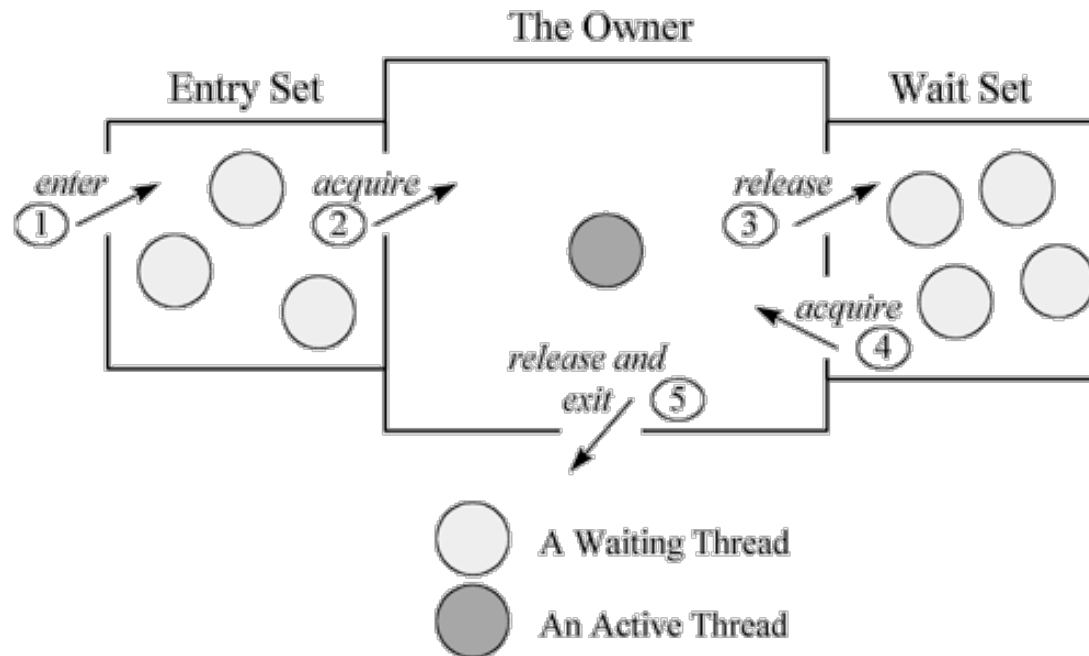 The Owner
Entry Set
Wait Set
enter
1
acquire
2
release
3
acquire
4
release and
exit
5
A Waiting Thread
An Active Thread